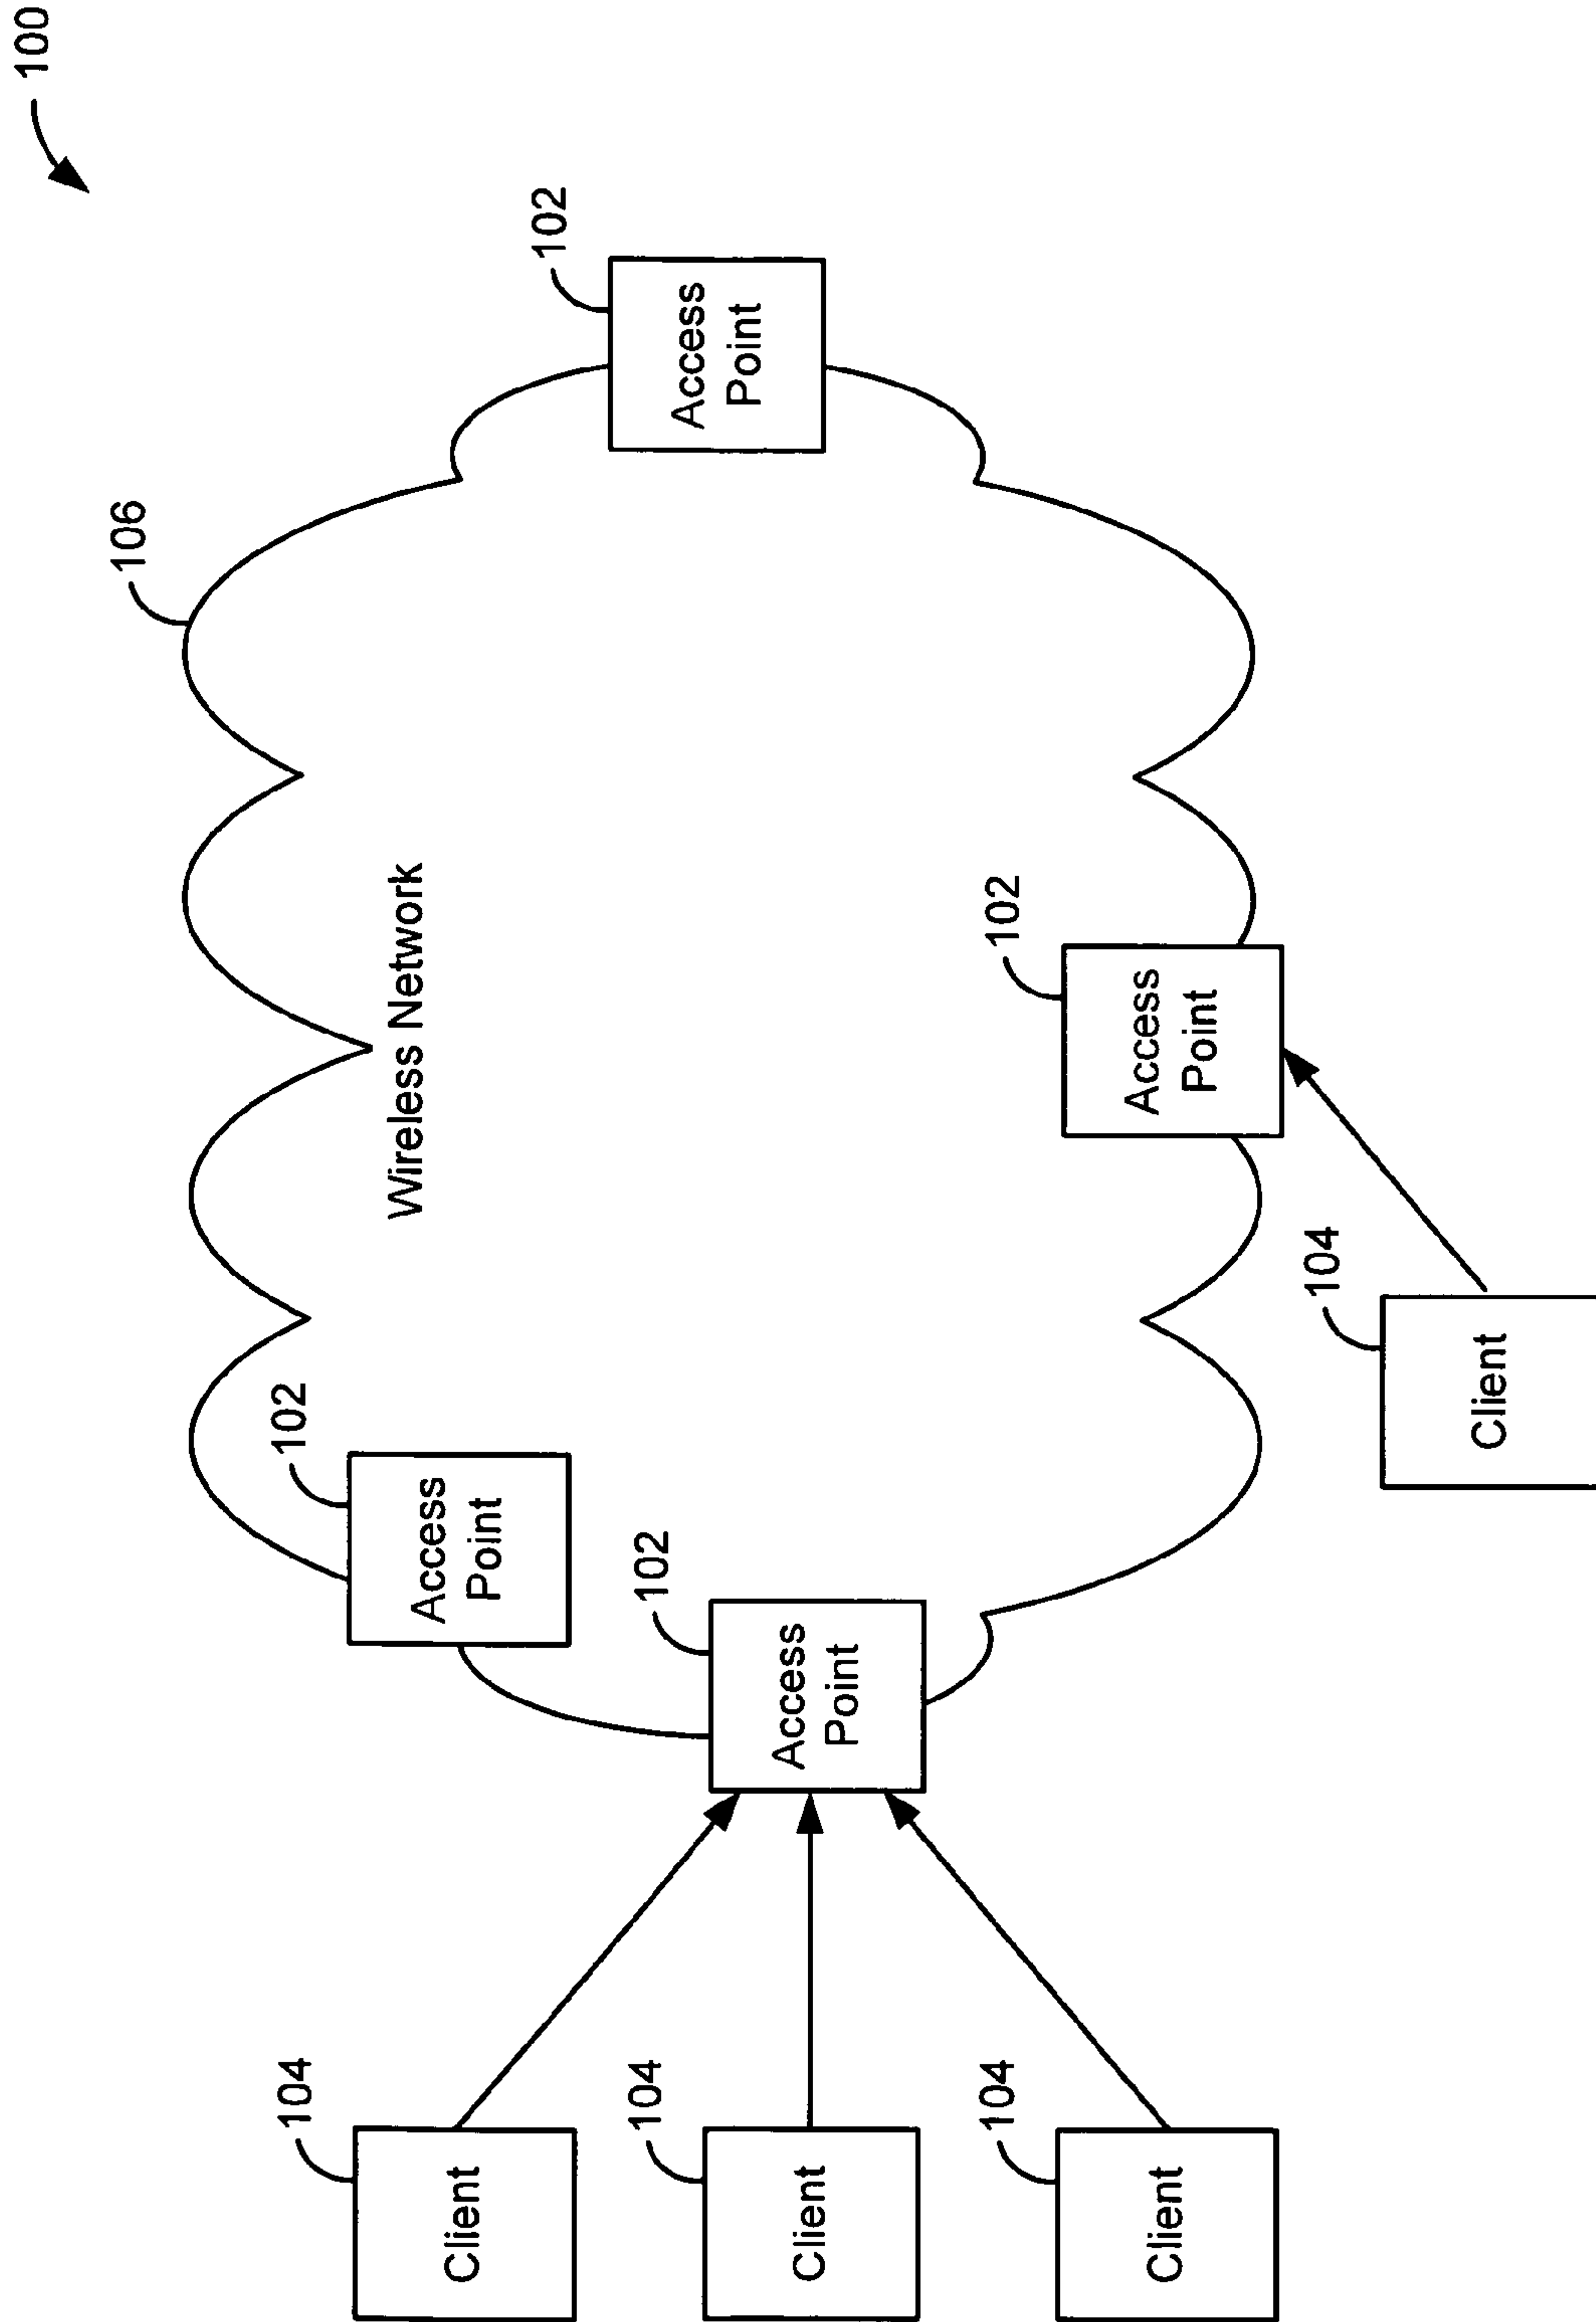 100
106
Wireless Network
102
Access
Point
102
Access
Point
102
Access
Point
102
Access
Point
104
Client
104
Client
104
Client
104
Client